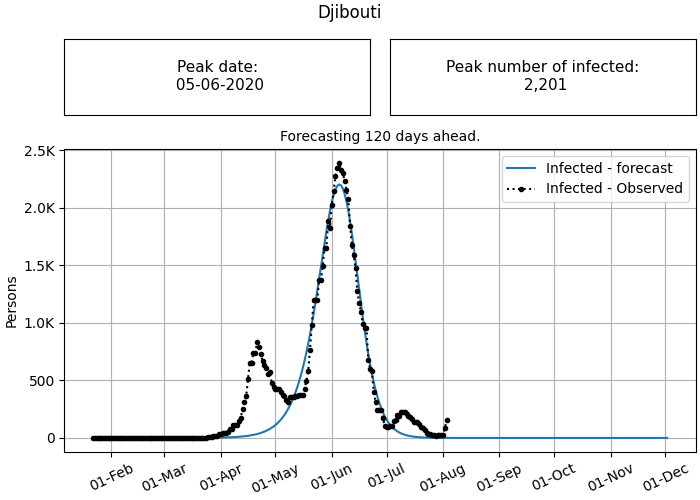 Djibouti
Peak date:
05-06-2020
Peak number of infected:
2,201
Forecasting 120 days ahead.
2.5K
2.0K
1.5K
1.0K
500
0
Persons
Infected - forecast
Infected - Observed
01-Feb
01-Mar
01-Apr
01-May
01-Jun
01-Jul
01-Aug
01-Sep
01-Oct
01-Nov
01-Dec